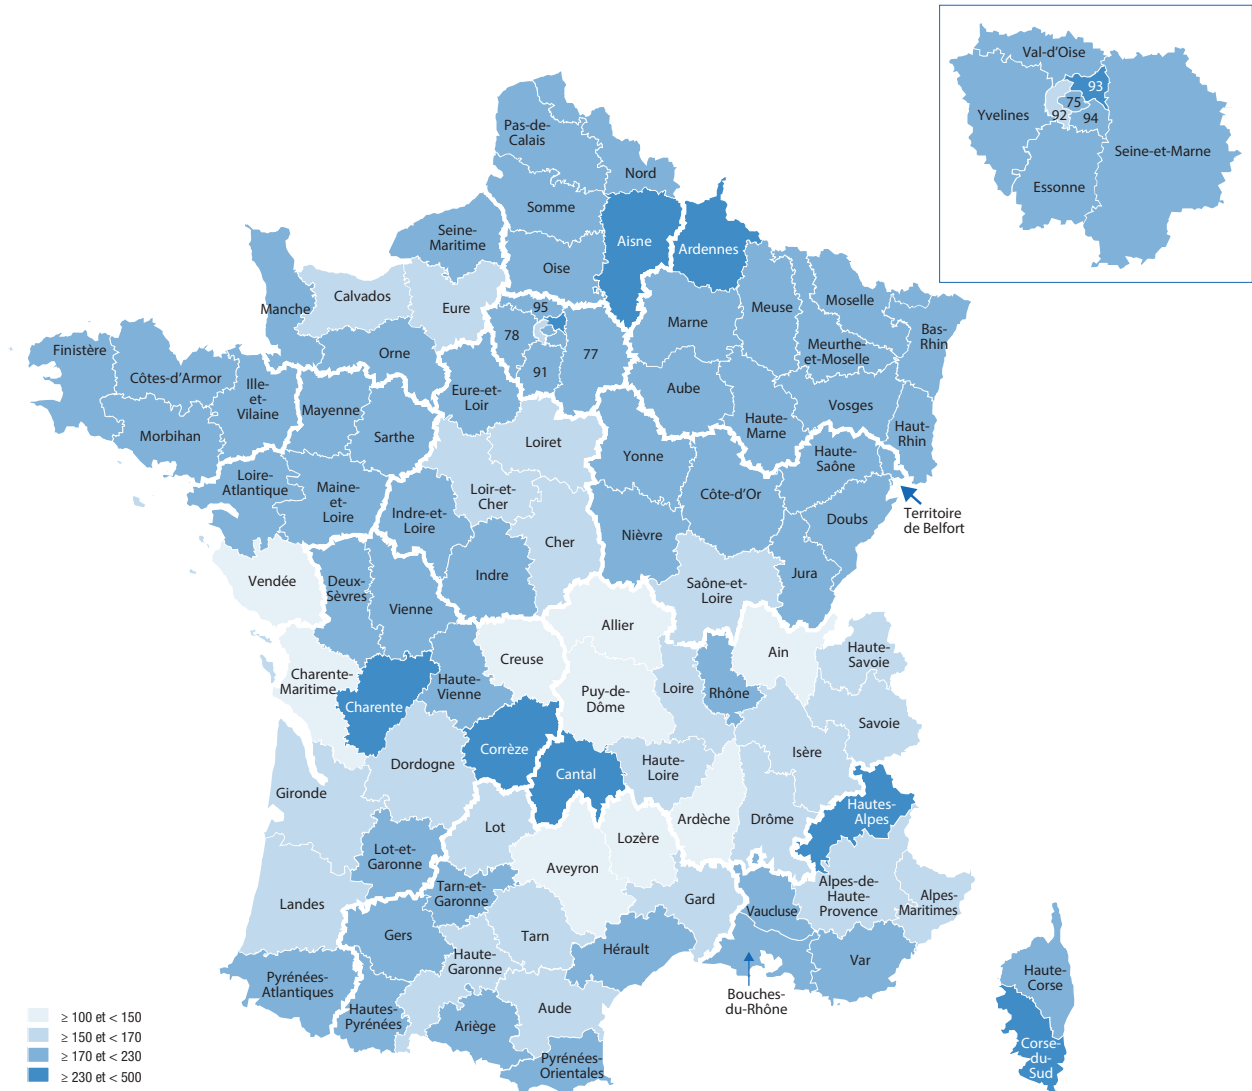 Val-d'Oise
93
75
Yvelines
92
94
Seine-et-Marne
Essonne
Pas-de-
Calais
Nord
Somme
Aisne
Ardennes
Seine-
Maritime
Oise
Calvados
Eure
Manche
95
78
77
91
Marne
Meuse
Moselle
Meurthe-
et-Moselle
Bas-
Rhin
Finistère
Côtes-d'Armor
Ille-
et-
Vilaine
Morbihan
Orne
Mayenne
Sarthe
Eure-et-
Loir
Aube
Haute-
Marne
Vosges
Haut-
Rhin
Loiret
Yonne
Haute-
Saône
Loire-
Atlantique
Maine-
et-
Loire
Indre-et-
Loire
Loir-et-
Cher
Cher
Nièvre
Côte-d'Or
Doubs
Territoire
de Belfort
Vendée
Deux-
Sèvres
Vienne
Indre
Saône-et-
Loire
Jura
Allier
Creuse
Ain
Haute-
Savoie
Charente-
Maritime
Charente
Haute-
Vienne
Puy-de-
Dôme
Loire
Rhône
Savoie
Isère
Dordogne
Corrèze
Cantal
Haute-
Loire
Gironde
Ardèche
Drôme
Hautes-
Alpes
Lot
Lozère
Lot-et-
Garonne
Aveyron
Landes
Tarn-et-
Garonne
Gard
Vaucluse
Alpes-de-
Haute-
Provence
Alpes-
Maritimes
Gers
Tarn
Haute-
Garonne
Hérault
Var
Bouches-
du-Rhône
Pyrénées-
Atlantiques
Hautes-
Pyrénées
Ariège
Aude
Pyrénées-
Orientales
Haute-
Corse
Corse-
du-
Sud
≥ 100 et < 150
≥ 150 et < 170
≥ 170 et < 230
≥ 230 et < 500